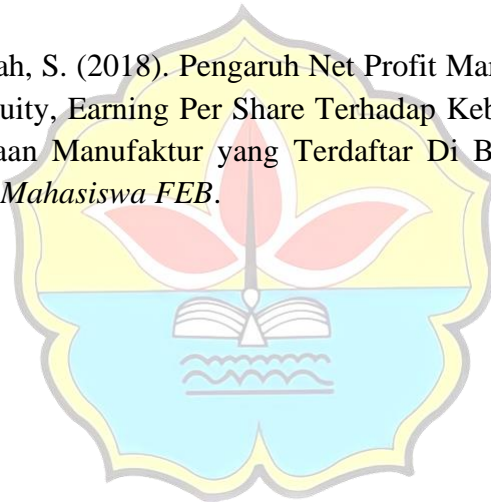 ah, S. (2018). Pengaruh Net Profit Mar
uity, Earning Per Share Terhadap Keb
aan Manufaktur yang Terdaftar Di B
Mahasiswa FEB.